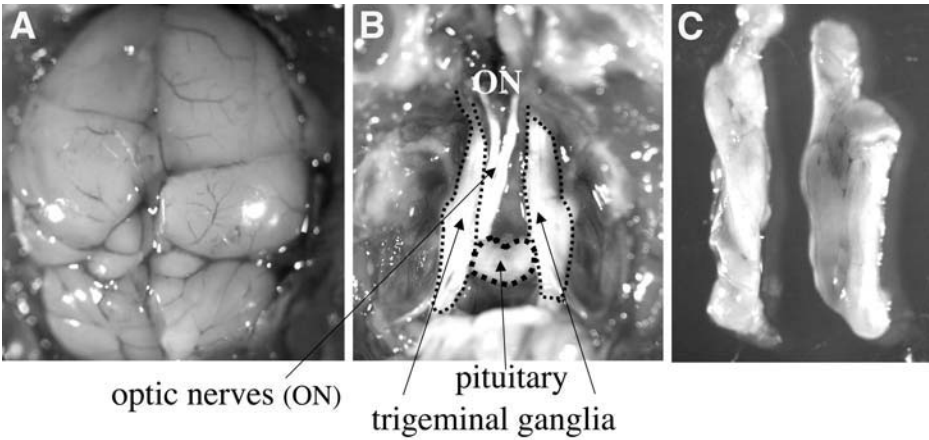 A
B
C
ON
optic nerves (ON)
pituitary
trigeminal ganglia